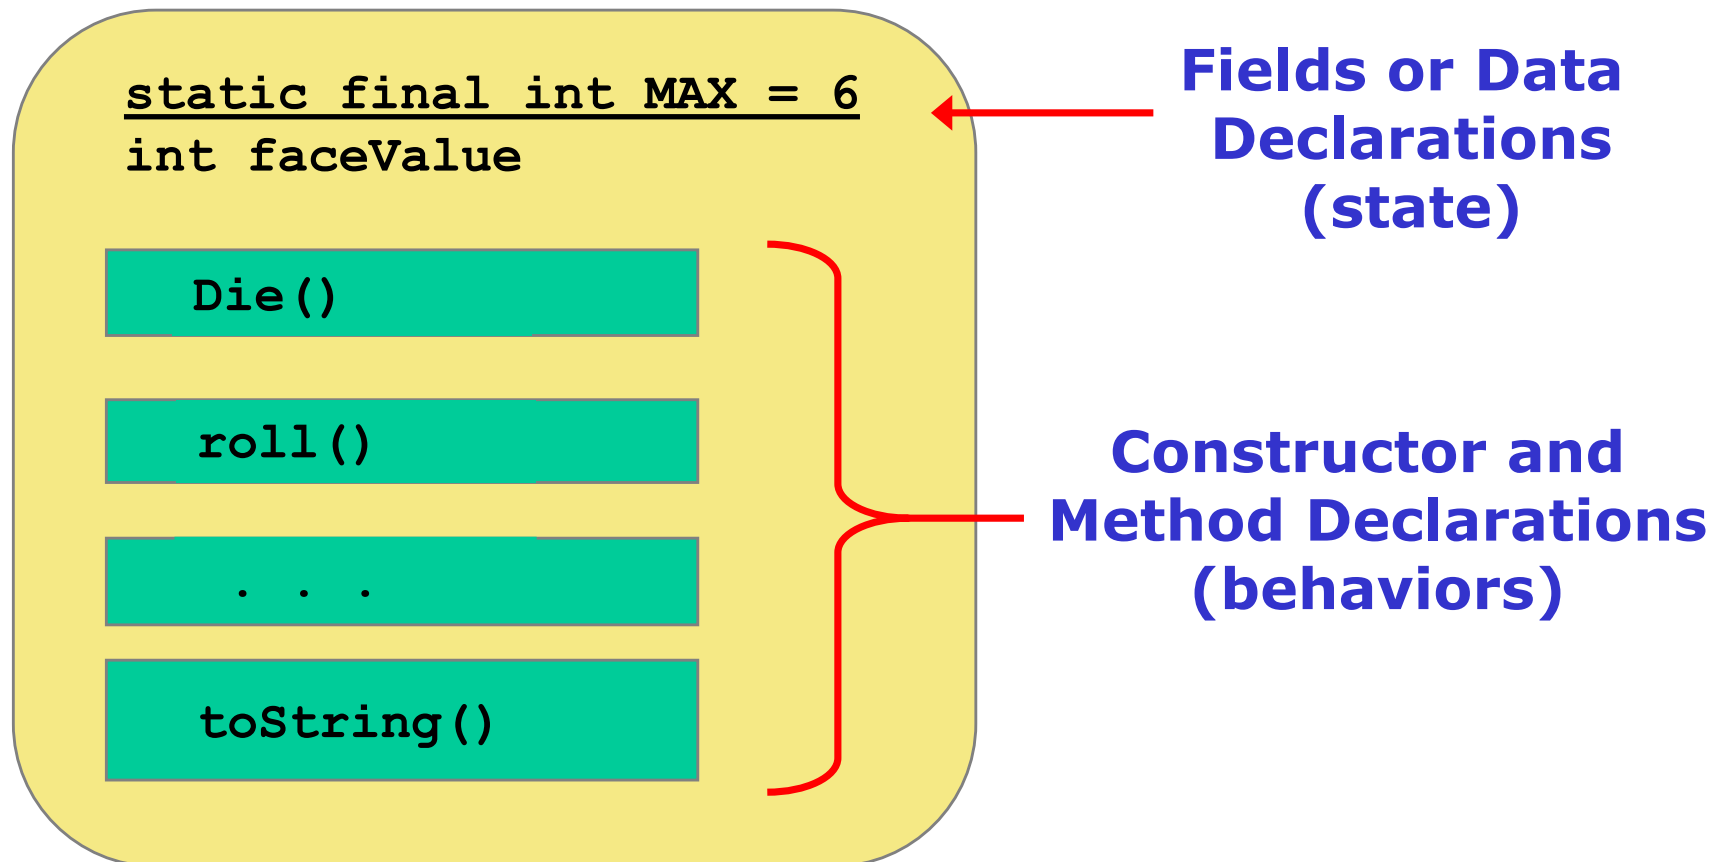 static final int MAX = 6
int faceValue
Fields or Data
Declarations
(state)
Die()
roll()
. . .
toString()
Constructor and
Method Declarations
(behaviors)